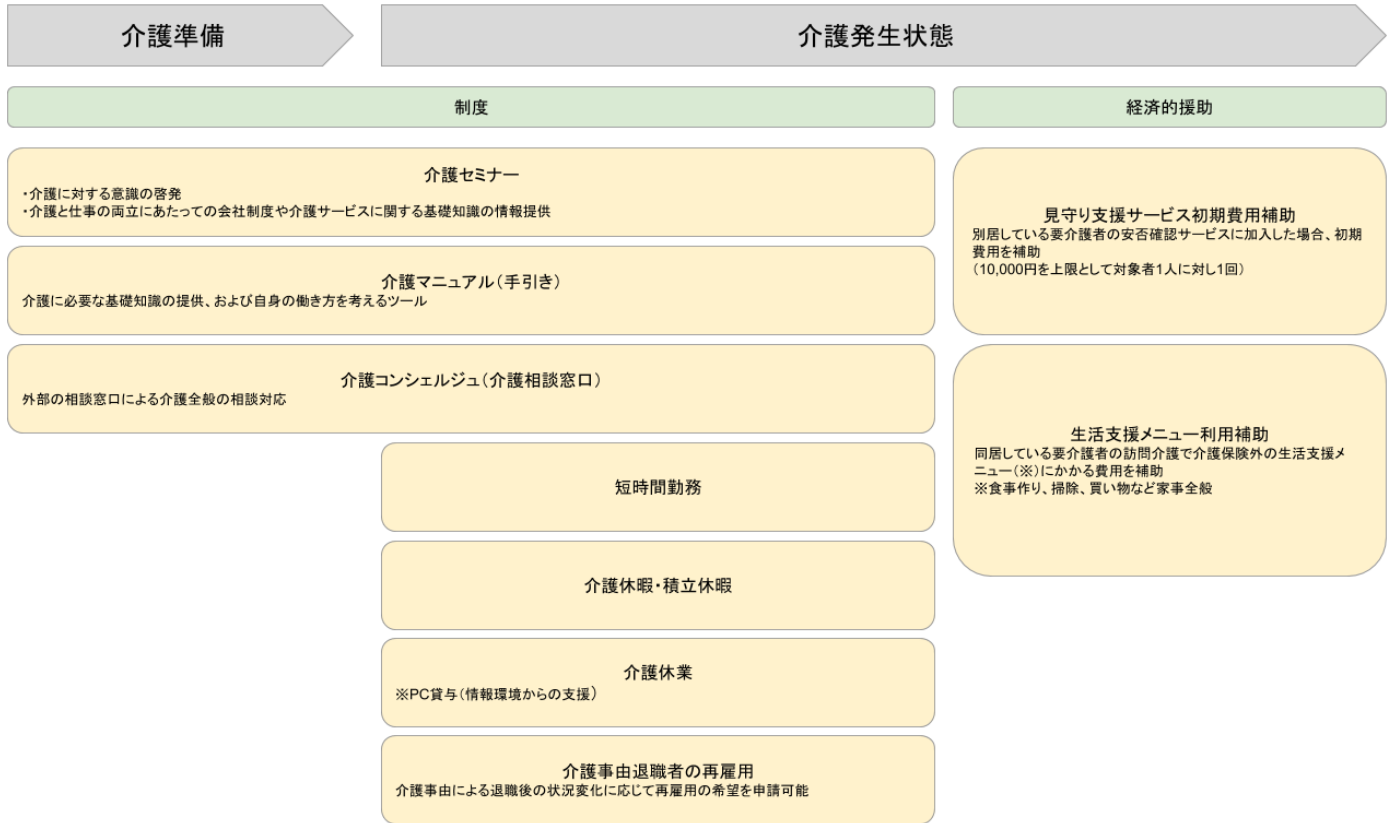 介護準備
介護発生状態
制度
経済的援助
介護セミナー
・介護に対する意識の啓発
・介護と仕事の両立にあたっての会社制度や介護サービスに関する基礎知識の情報提供
介護マニュアル（手引き）
介護に必要な基礎知識の提供、および自身の働き方を考えるツール
介護コンシェルジュ（介護相談窓口）
外部の相談窓口による介護全般の相談対応
短時間勤務
介護休暇・積立休暇
介護休業
※PC貸与（情報環境からの支援）
介護事由退職者の再雇用
介護事由による退職後の状況変化に応じて再雇用の希望を申請可能
見守り支援サービス初期費用補助
別居している要介護者の安否確認サービスに加入した場合、初期
費用を補助
（10,000円を上限として対象者1人に対し1回）
生活支援メニュー利用補助
同居している要介護者の訪問介護で介護保険外の生活支援メ
ニュー（※）にかかる費用を補助
※食事作り、掃除、買い物など家事全般